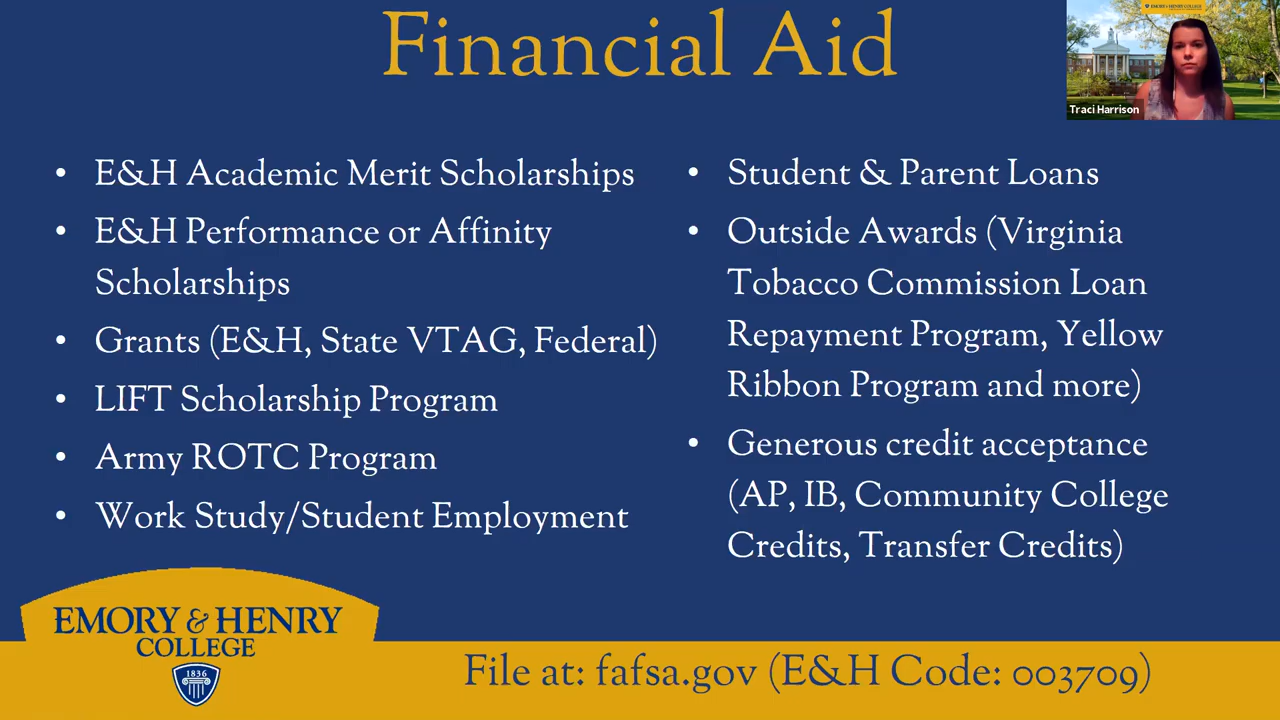 Financial Aid
Traci Harrison
• E&H Academic Merit Scholarships
• E&H Performance or Affinity
Scholarships
• Grants (E&H, State VTAG, Federal)
• LIFT Scholarship Program
• Army ROTC Program
• Work Study/Student Employment
• Student & Parent Loans
• Outside Awards (Virginia
Tobacco Commission Loan
Repayment Program, Yellow
Ribbon Program and more)
• Generous credit acceptance
(AP, IB, Community College
Credits, Transfer Credits)
EMORY & HENRY
COLLEGE
1836
File at: fafsa.gov (E&H Code: 003709)